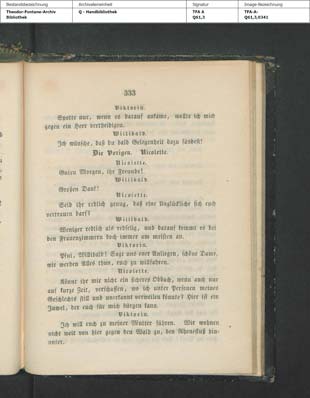 Bestandsbezeichnung
Archivaleneinheit
Signatur
Image-Bezeichnung
Theodor-Fontane-Archiv
Bibliothek
Q - Handbibliothek
TFA A
Q51,3
TFA-A:
Q51,3,0341
333
Viktorin.
Spotte nur, wenn es darauf ankäme, wollte ich mich
gegen ein Heer vertheidigen.
Willibald.
Ich wünsche, daß du bald Gelegenheit dazu fändest!
Die Vorigen. Nicolette.
Nicolette.
Guten Morgen, ihr Freunde!
Willibald.
Großen Dank!
Nicolette.
Seid ihr redlich genug, daß eine Unglückliche sich euch
vertrauen darf?
Willibald.
Weniger redlich als redselig, und darauf kommt es bei
den Frauenzimmern doch immer am meisten an.
Viktorin.
Pfui, Willibald! Sagt uns euer Anliegen, schöne Dame,
wir werden Alles thun, euch zu willfahren.
Nicolette.
Könnt ihr mir nicht ein sicheres Obdach, wenn auch nur
auf kurze Zeit, verschaffen, wo ich unter Personen meines
Geschlechts still und unerkannt verweilen könnte? Hier ist ein
Juwel, der euch für mich bürgen kann.
Viktorin.
Ich will euch zu meiner Mutter führen. Wir wohnen
nicht weit von hier gegen den Wald zu, den Rheinfluß hin-
unter.